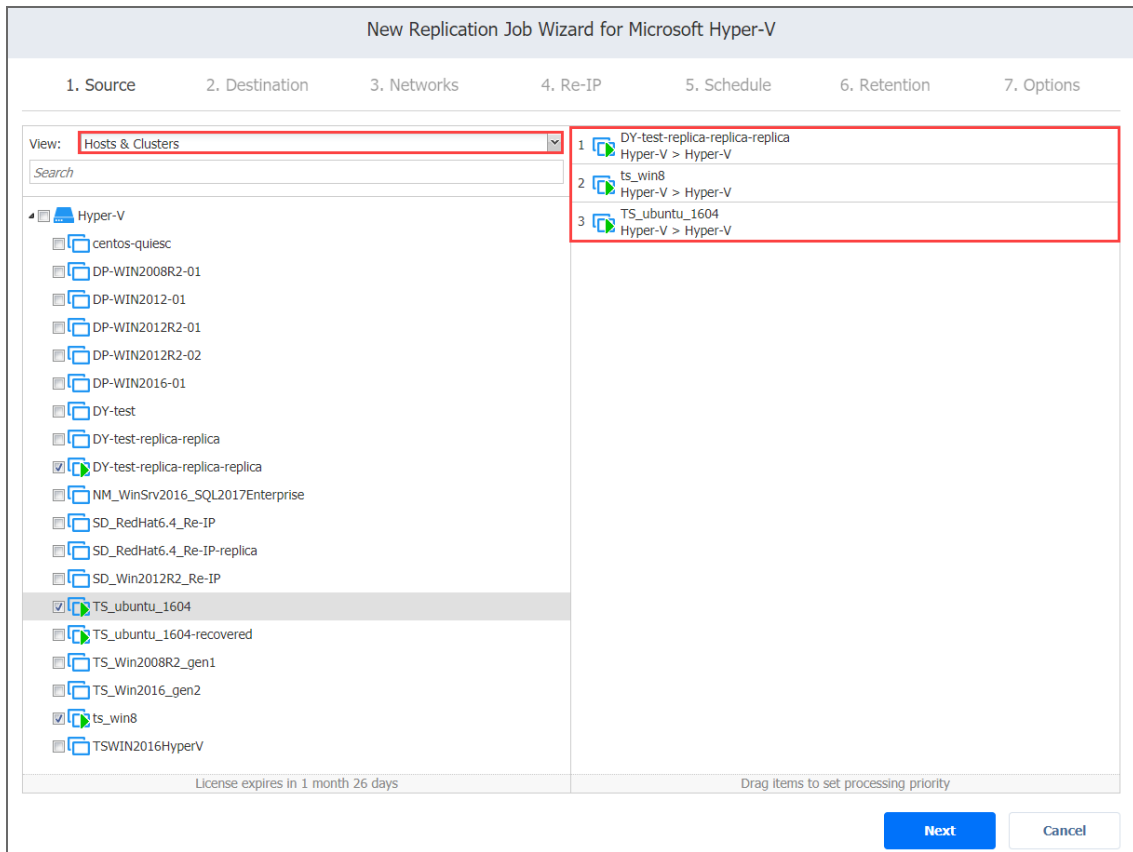 New Replication Job Wizard for Microsoft Hyper-V
1. Source 2. Destination 3. Networks 4. Re-IP 5. Schedule 6. Retention 7. Options
View: Hosts & Clusters
Search
Hyper-V
centos-quiesc
DP-WIN2008R2-01
DP-WIN2012-01
DP-WIN2012R2-01
DP-WIN2012R2-02
DP-WIN2016-01
DY-test
DY-test-replica-replica
DY-test-replica-replica-replica
NM_WinSrv2016_SQL2017Enterprise
SD_RedHat6.4_Re-IP
SD_RedHat6.4_Re-IP-replica
SD_Win2012R2_Re-IP
TS_ubuntu_1604
TS_ubuntu_1604-recovered
TS_Win2008R2_gen1
TS_Win2016_gen2
ts_win8
TSWIN2016HyperV
License expires in 1 month 26 days
1 DY-test-replica-replica-replica
Hyper-V > Hyper-V
2 ts_win8
Hyper-V > Hyper-V
3 TS_ubuntu_1604
Hyper-V > Hyper-V
Drag items to set processing priority
Next Cancel